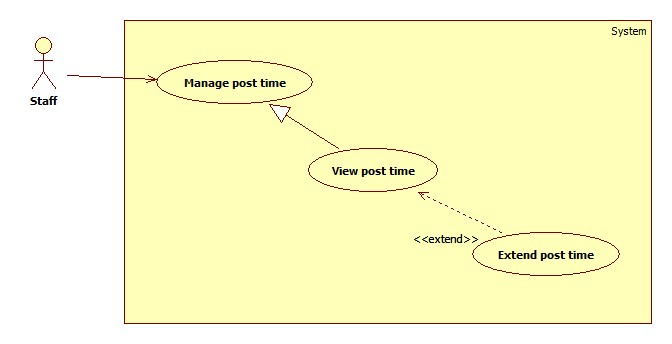 System
Manage post time
Staff
View post time
<<extend>>
Extend post time